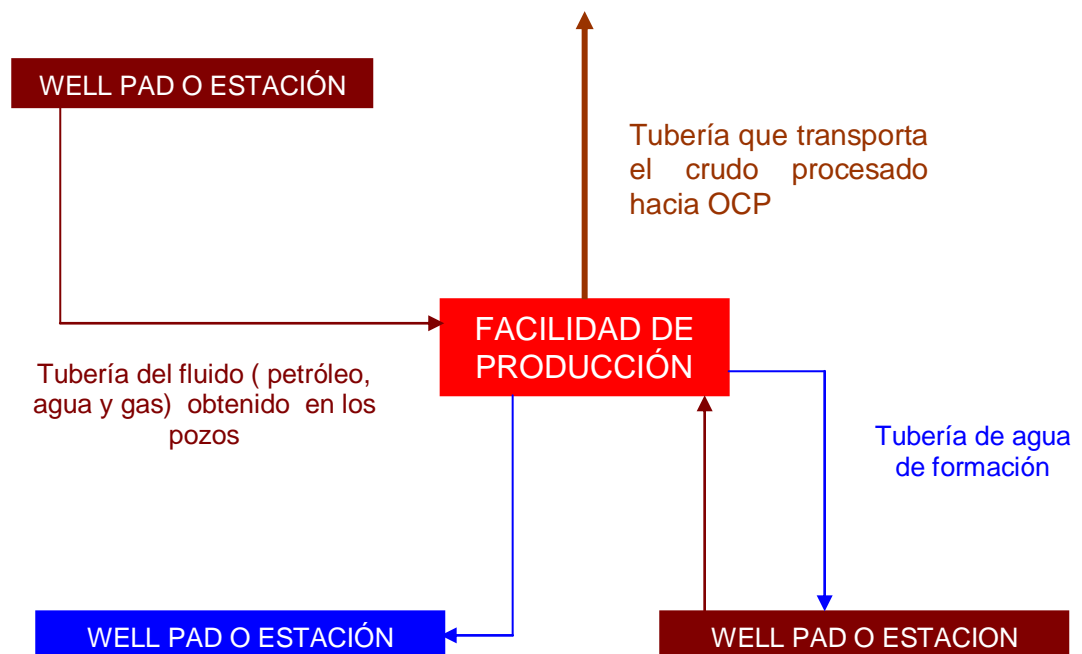 WELL PAD O ESTACIÓN
Tubería que transporta
el crudo procesado
hacia OCP
FACILIDAD DE
PRODUCCIÓN
Tubería del fluido ( petróleo,
agua y gas) obtenido en los
pozos
Tubería de agua
de formación
WELL PAD O ESTACIÓN
WELL PAD O ESTACION